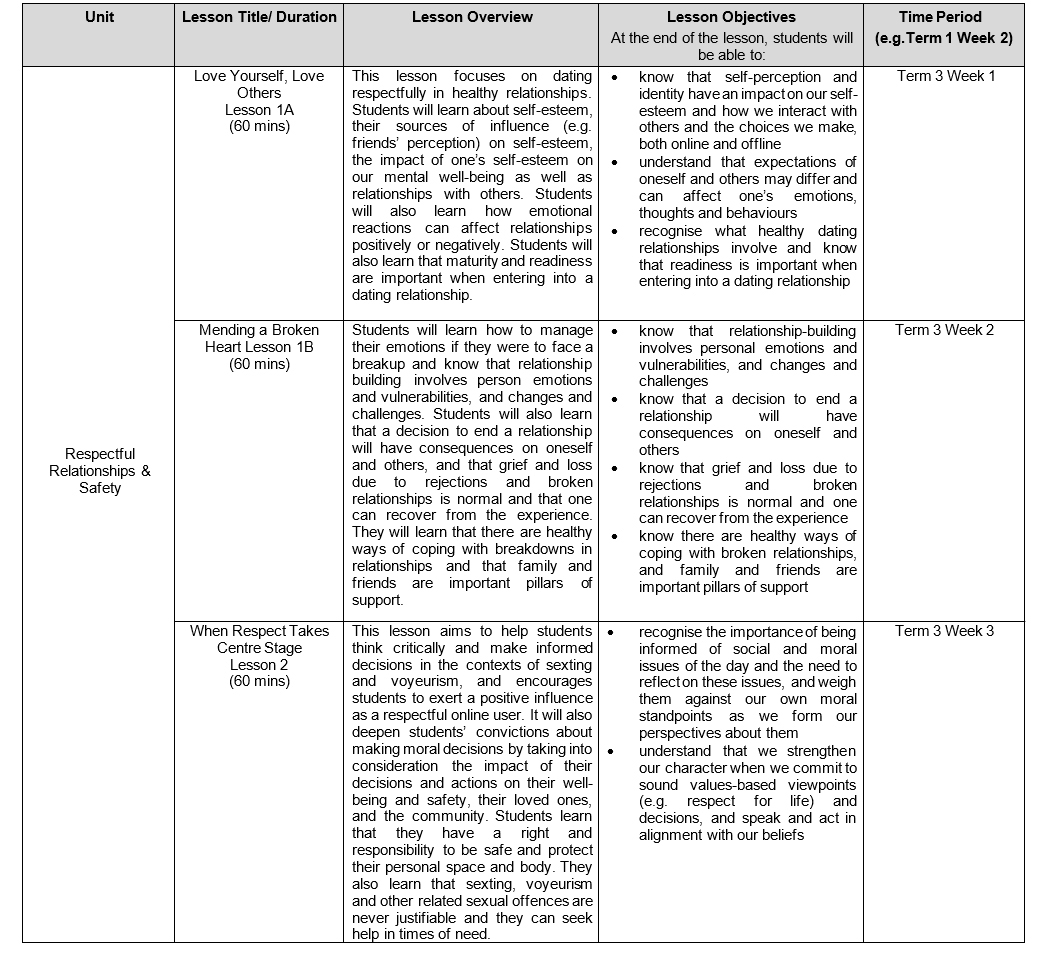 Unit
Lesson Title/ Duration
Lesson Overview
Lesson Objectives
At the end of the lesson, students will
be able to:
Time Period
(e.g.Term 1 Week 2)
Respectful
Relationships &
Safety
Love Yourself, Love
Others
Lesson 1A
(60 mins)
This lesson focuses on dating
respectfully in healthy relationships.
Students will learn about self-esteem,
their sources of influence (e.g.
friends' perception) on self-esteem,
the impact of one's self-esteem on
our mental well-being as well as
relationships with others. Students
will also learn how emotional
reactions can affect relationships
positively or negatively. Students will
also learn that maturity and readiness
are important when entering into a
dating relationship.
• know that self-perception and
identity have an impact on our self-
esteem and how we interact with
others and the choices we make,
both online and offline
• understand that expectations of
oneself and others may differ and
can affect one's emotions,
thoughts and behaviours
• recognise what healthy dating
relationships involve and know
that readiness is important when
entering into a dating relationship
Term 3 Week 1
Mending a Broken
Heart Lesson 1B
(60 mins)
Students will learn how to manage
their emotions if they were to face a
breakup and know that relationship
building involves person emotions
and vulnerabilities, and changes and
challenges. Students will also learn
that a decision to end a relationship
will have consequences on oneself
and others, and that grief and loss
due to rejections and broken
relationships is normal and that one
can recover from the experience.
They will learn that there are healthy
ways of coping with breakdowns in
relationships and that family and
friends are important pillars of
support.
• know that relationship-building
involves personal emotions and
vulnerabilities, and changes and
challenges
• know that a decision to end a
relationship will have
consequences on oneself and
others
• know that grief and loss due to
rejections and broken
relationships is normal and one
can recover from the experience
• know there are healthy ways of
coping with broken relationships,
and family and friends are
important pillars of support
Term 3 Week 2
When Respect Takes
Centre Stage
Lesson 2
(60 mins)
This lesson aims to help students
think critically and make informed
decisions in the contexts of sexting
and voyeurism, and encourages
students to exert a positive influence
as a respectful online user. It will also
deepen students' convictions about
making moral decisions by taking into
consideration the impact of their
decisions and actions on their well-
being and safety, their loved ones,
and the community. Students learn
that they have a right and
responsibility to be safe and protect
their personal space and body. They
also learn that sexting, voyeurism
and other related sexual offences are
never justifiable and they can seek
help in times of need.
• recognise the importance of being
informed of social and moral
issues of the day and the need to
reflect on these issues, and weigh
them against our own moral
standpoints as we form our
perspectives about them
• understand that we strengthen
our character when we commit to
sound values-based viewpoints
(e.g. respect for life) and
decisions, and speak and act in
alignment with our beliefs
Term 3 Week 3